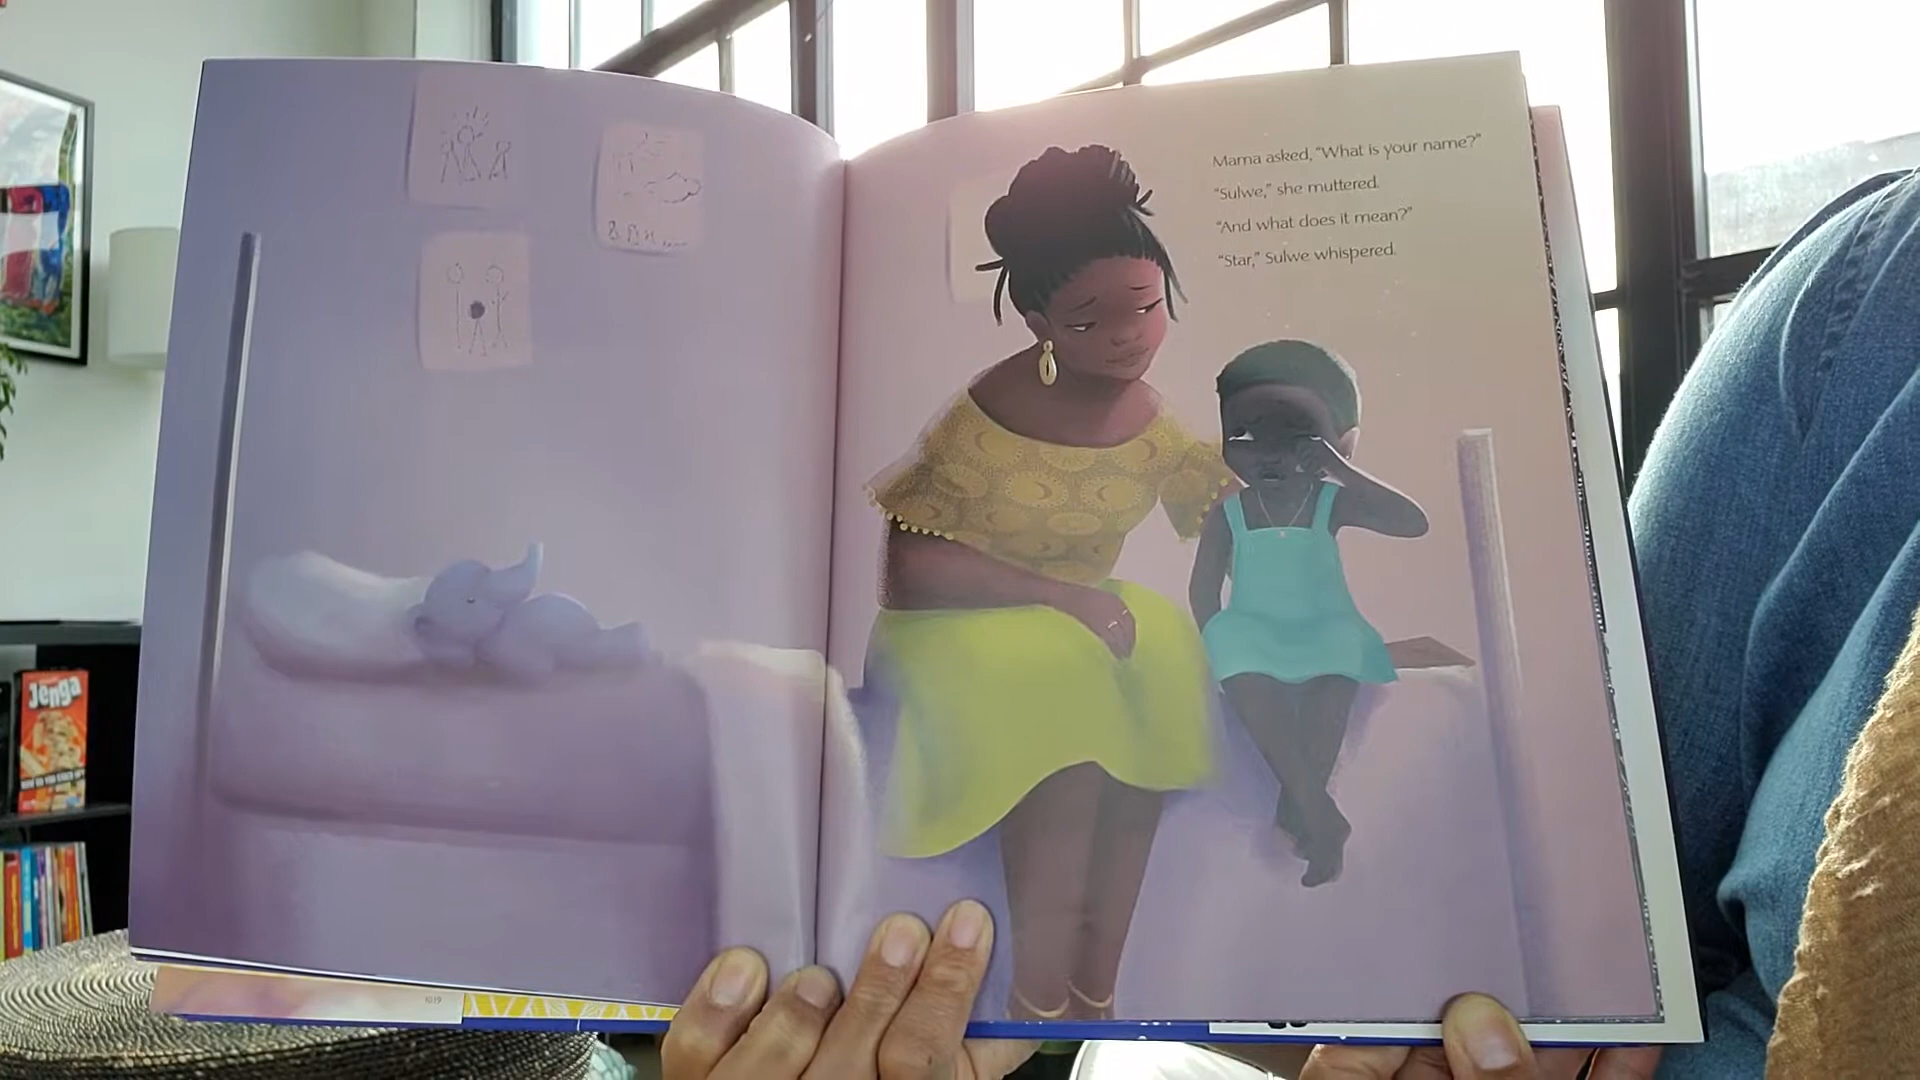 Mama asked, "What is your name?"
"Sulwe," she muttered.
"And what does it mean?"
"Star," Sulwe whispered.
Jenga